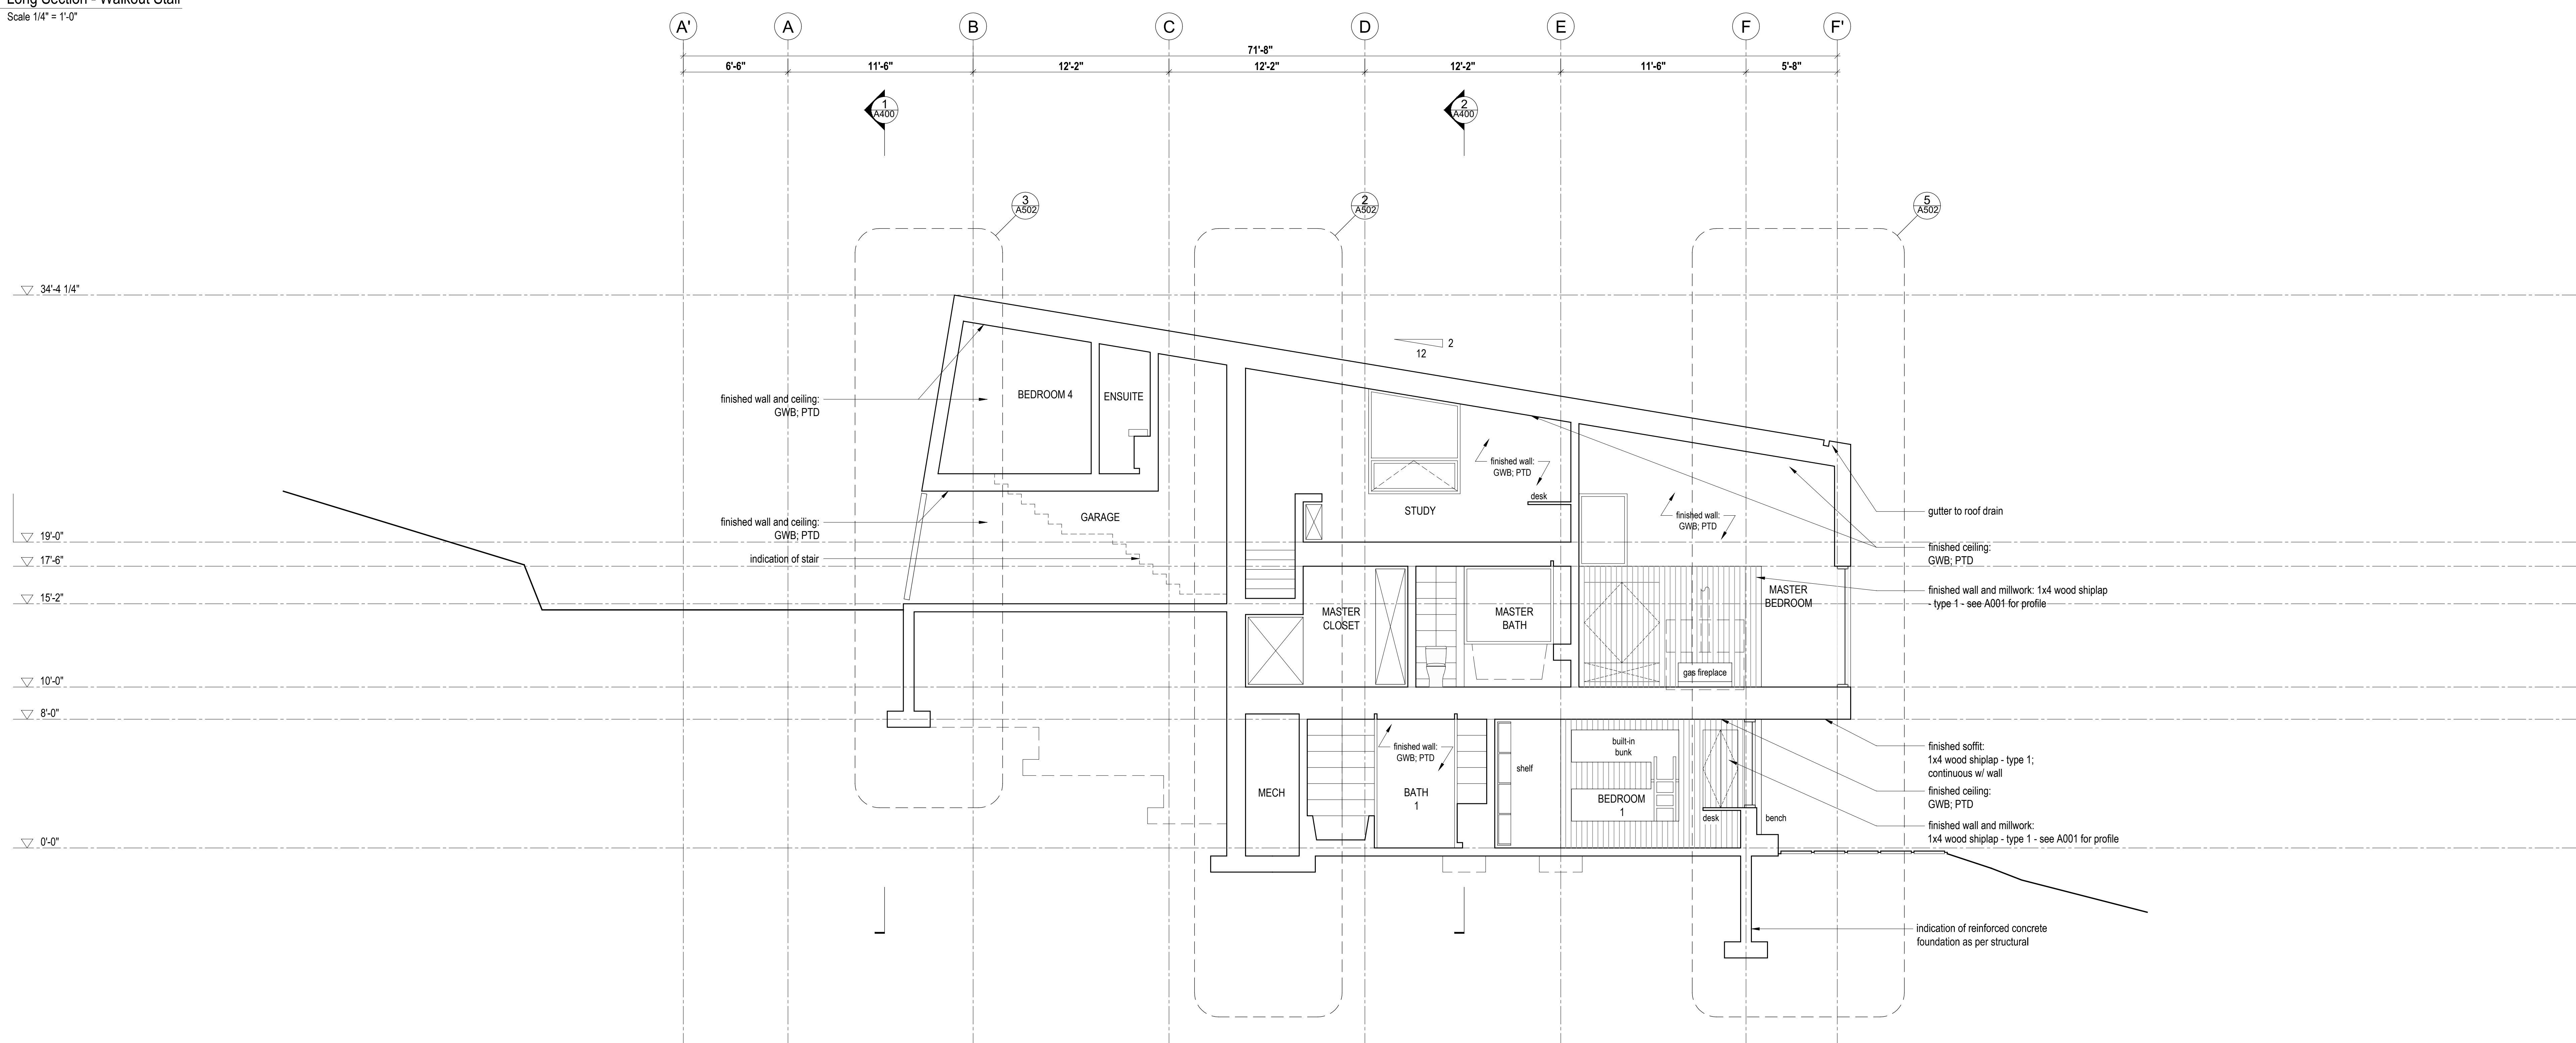 Long Section - Walkout Stair
Scale 1/4" = 1'-0"
A' A B C D E F F'
71'-8"
6'-6" 11'-6" 12'-2" 12'-2" 12'-2" 11'-6" 5'-8"
1
A400
2
A400
3
A502
2
A502
5
A502
34'-4 1/4"
2
12
finished wall and ceiling:
GWB; PTD
BEDROOM 4
ENSUITE
finished wall:
GWB; PTD
desk
STUDY
finished wall:
GWB; PTD
gutter to roof drain
finished wall and ceiling:
GWB; PTD
GARAGE
indication of stair
19'-0"
17'-6"
15'-2"
finished ceiling:
GWB; PTD
finished wall and millwork: 1x4 wood shiplap
- type 1 - see A001 for profile
MASTER
CLOSET
MASTER
BATH
MASTER
BEDROOM
gas fireplace
10'-0"
8'-0"
finished wall:
GWB; PTD
built-in
bunk
shelf
MECH
BATH
1
BEDROOM
1
desk
bench
finished soffit:
1x4 wood shiplap - type 1;
continuous w/ wall
finished ceiling:
GWB; PTD
finished wall and millwork:
1x4 wood shiplap - type 1 - see A001 for profile
0'-0"
indication of reinforced concrete
foundation as per structural